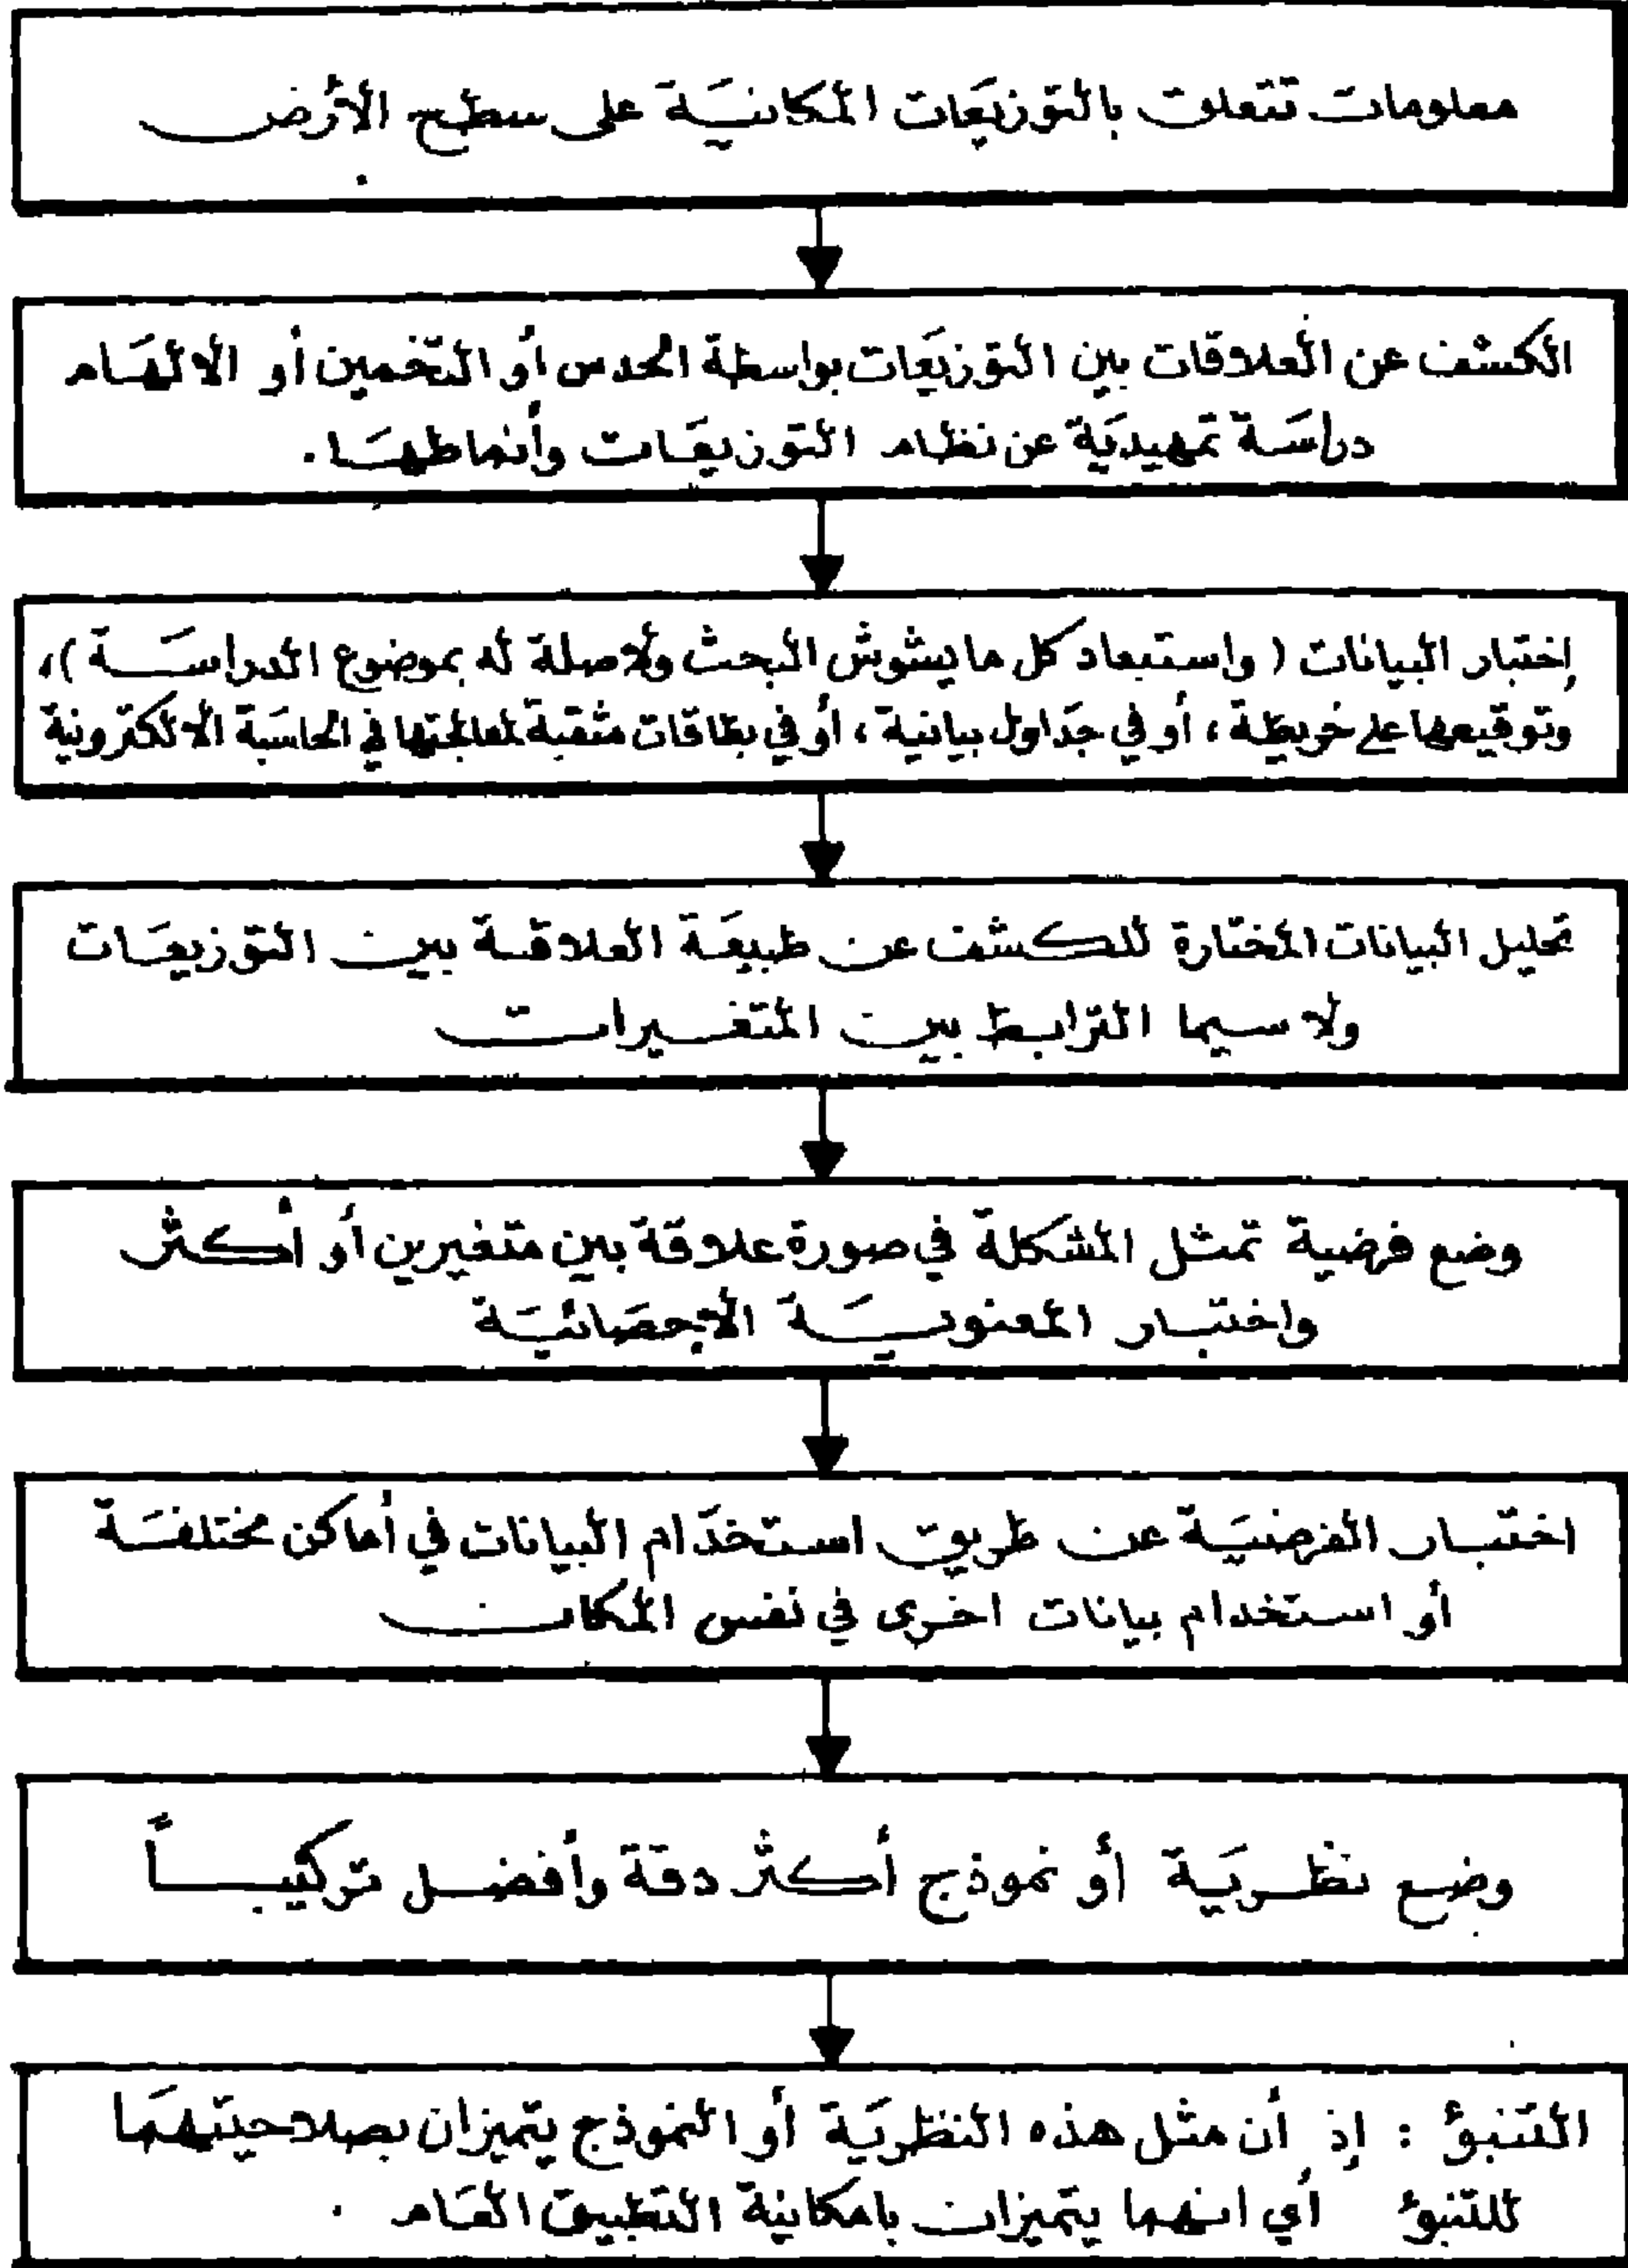 معلومات تتعلق بالتوزيعات المكانية على سطح الأرض
الكشف عن العلاقات بين التوزيعات بواسطة الحدس أو التخمين أو الالهام
دراسة تمهيدية عن نظام التوزيعات وأنماطها.
إختبار البيانات ( واستبعاد كل ما يشوش البحث ولاصلة له بموضوع الدراسة )،
وتوقيعها على خريطة، أو في جداول بيانية، أو في بطاقات مثقبة لمعالجتها في الحاسبة الالكترونية
تحليل البيانات المختارة للكشف عن طبيعة العلاقة بين التوزيعات
ولا سيما الترابط بين المتغيرات
وضع فرضية تمثل المشكلة في صورة علاقة بين متغيرين أو أكثر
واختبار المعنوية الإحصائية
اختبار الفرضية عن طريق استخدام البيانات في أماكن مختلفة
أو استخدام بيانات اخرى في نفس المكان
وضع نظرية أو نموذج أكثر دقة وأفضل تركيباً
التنبؤ : إذ أن مثل هذه النظرية أو النموذج يتميزان بصلاحيتهما
للتنبؤ أي انهما يتميزان بامكانية التطبيق العام .